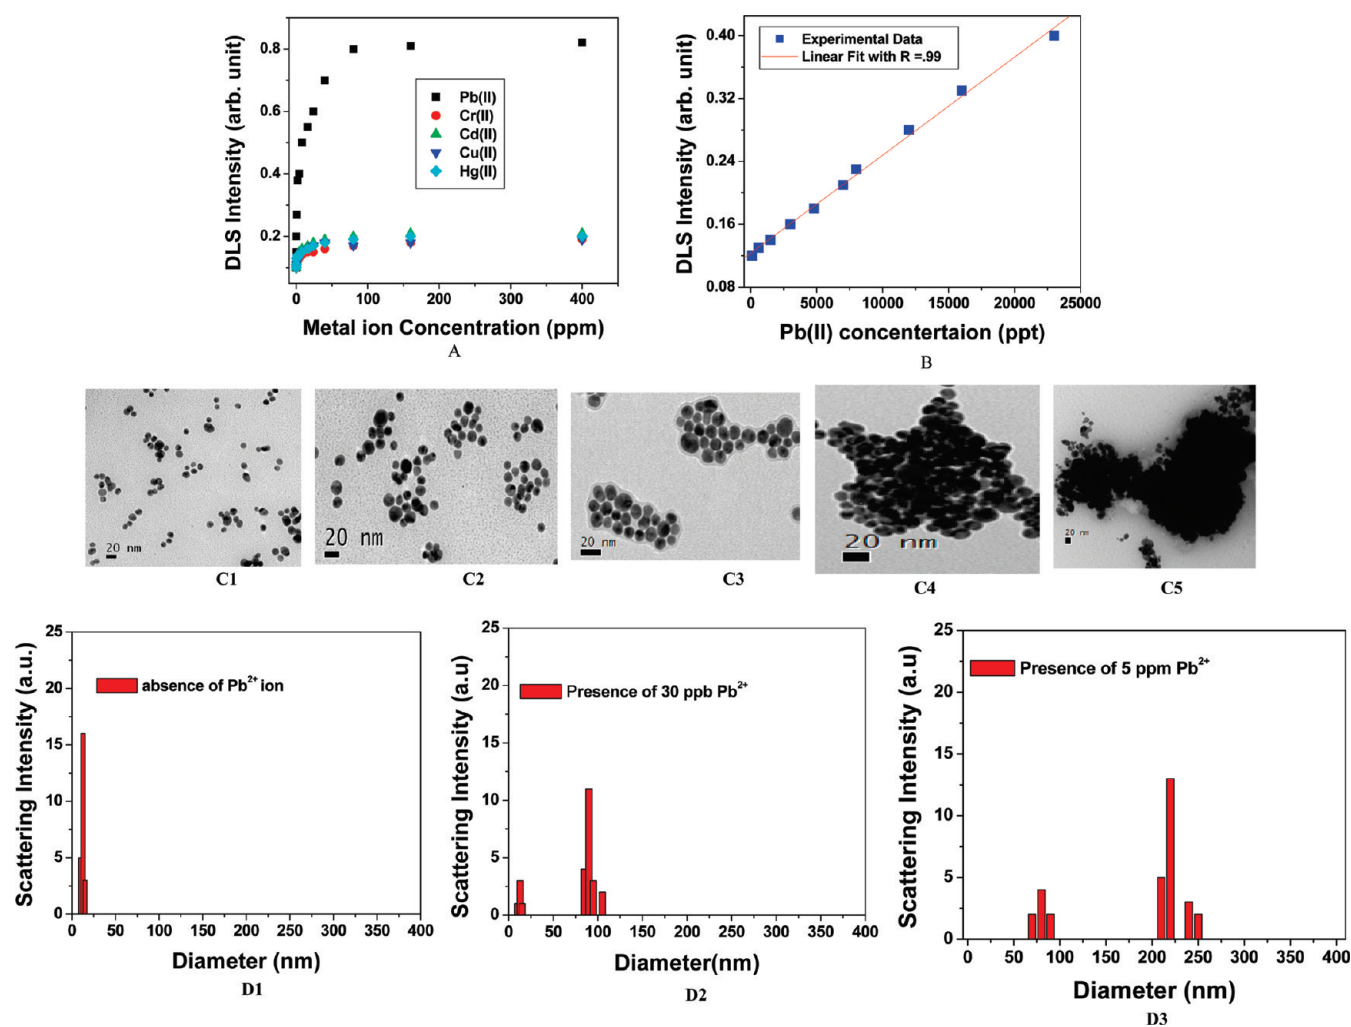 DLS Intensity (arb. unit)
0.8
0.6
0.4
0.2
Pb(II)
Cr(II)
Cd(II)
Cu(II)
Hg(II)
0 100 200 300 400
Metal ion Concentration (ppm)
A
DLS Intensity (arb. unit)
0.40
0.32
0.24
0.16
0.08
Experimental Data
Linear Fit with R =.99
0 5000 10000 15000 20000 25000
Pb(II) concentertaion (ppt)
B
20 nm
20 nm
20 nm
20 nm
20 nm
C1 C2 C3 C4 C5
Scattering Intensity (a.u.)
25
20
15
10
5
0
absence of Pb²⁺ ion
0 50 100 150 200 250 300 350 400
Diameter (nm)
D1
Scattering Intensity (a.u)
25
20
15
10
5
0
Presence of 30 ppb Pb²⁺
0 50 100 150 200 250 300 350 400
Diameter(nm)
D2
Scattering Intensity (a.u)
25
20
15
10
5
0
Presence of 5 ppm Pb²⁺
0 50 100 150 200 250 300 350 400
Diameter (nm)
D3